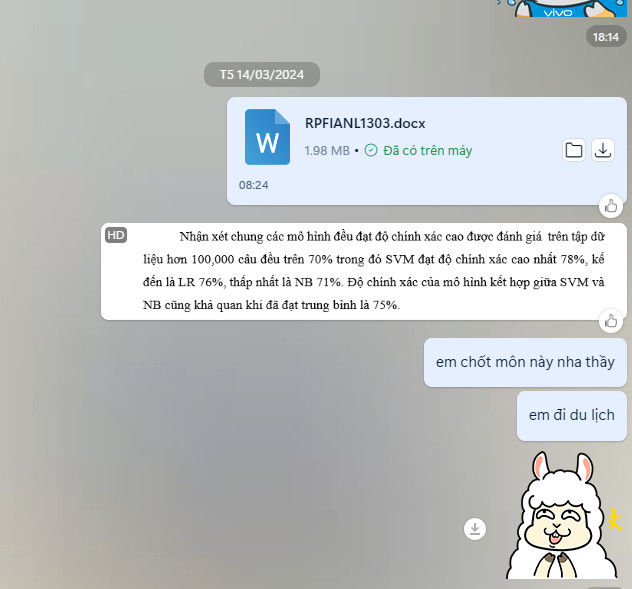 vivo
18:14
T5 14/03/2024
W
RPFIANL1303.docx
1.98 MB • Đã có trên máy
08:24
HD
Nhận xét chung các mô hình đều đạt độ chính xác cao được đánh giá trên tập dữ
liệu hơn 100,000 câu đều trên 70% trong đó SVM đạt độ chính xác cao nhất 78%, kế
đến là LR 76%, thấp nhất là NB 71%. Độ chính xác của mô hình kết hợp giữa SVM và
NB cũng khả quan khi đã đạt trung bình là 75%.
em chốt môn này nha thầy
em đi du lịch